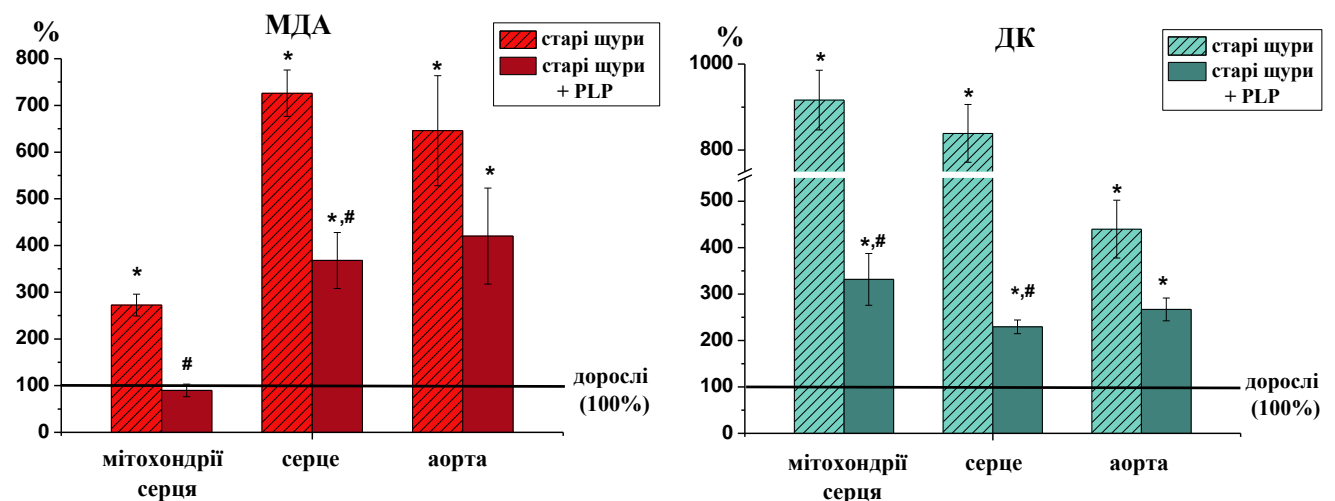 МДА
%
старі щури
старі щури
+ PLP
800
700
600
500
400
300
200
100
0
*
*
*
*
*,#
#
дорослі
(100%)
мітохондрії
серця
серце
аорта
ДК
%
старі щури
старі щури
+ PLP
1000
800
500
400
300
200
100
0
*
*
*
*,#
*,#
*
дорослі
(100%)
мітохондрії
серця
серце
аорта